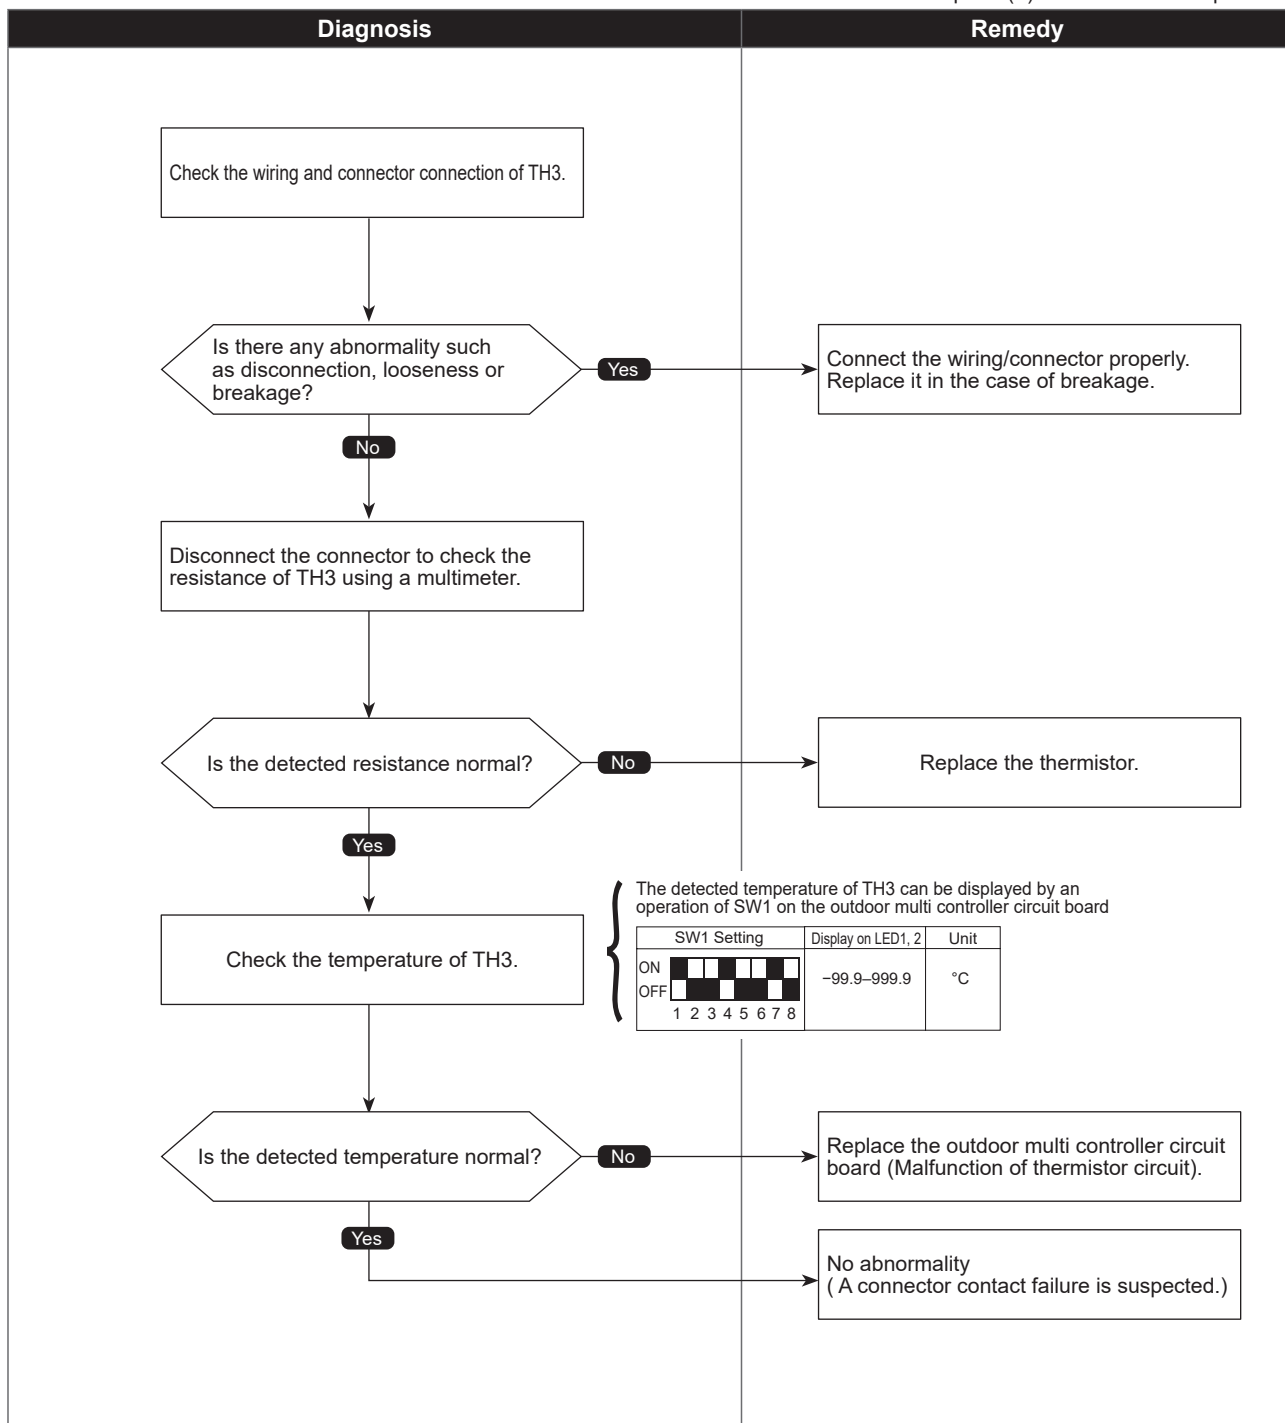 Diagnosis
Remedy
Check the wiring and connector connection of TH3.
Is there any abnormality such
as disconnection, looseness or
breakage?
Yes
Connect the wiring/connector properly.
Replace it in the case of breakage.
No
Disconnect the connector to check the
resistance of TH3 using a multimeter.
Is the detected resistance normal?
No
Replace the thermistor.
Yes
Check the temperature of TH3.
The detected temperature of TH3 can be displayed by an
operation of SW1 on the outdoor multi controller circuit board
SW1 Setting
Display on LED1, 2
Unit
ON
OFF
1 2 3 4 5 6 7 8
−99.9–999.9
°C
Is the detected temperature normal?
No
Replace the outdoor multi controller circuit
board (Malfunction of thermistor circuit).
Yes
No abnormality
( A connector contact failure is suspected.)